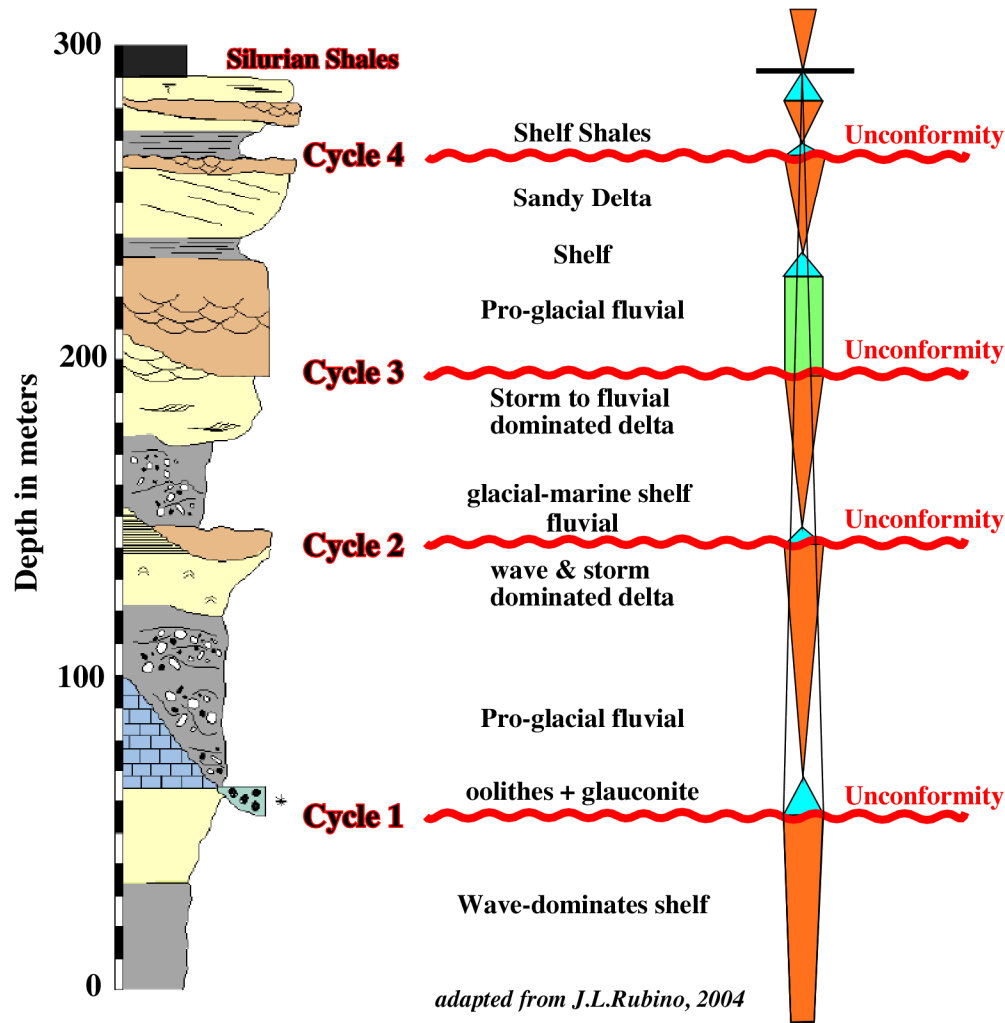 300
Silurian Shales
Shelf Shales
Unconformity
Cycle 4
Sandy Delta
Shelf
Pro-glacial fluvial
Unconformity
200
Cycle 3
Storm to fluvial
dominated delta
Depth in meters
glacial-marine shelf
fluvial
Unconformity
Cycle 2
wave & storm
dominated delta
100
Pro-glacial fluvial
oolithes + glauconite
Unconformity
*
Cycle 1
Wave-dominates shelf
0
adapted from J.L.Rubino, 2004